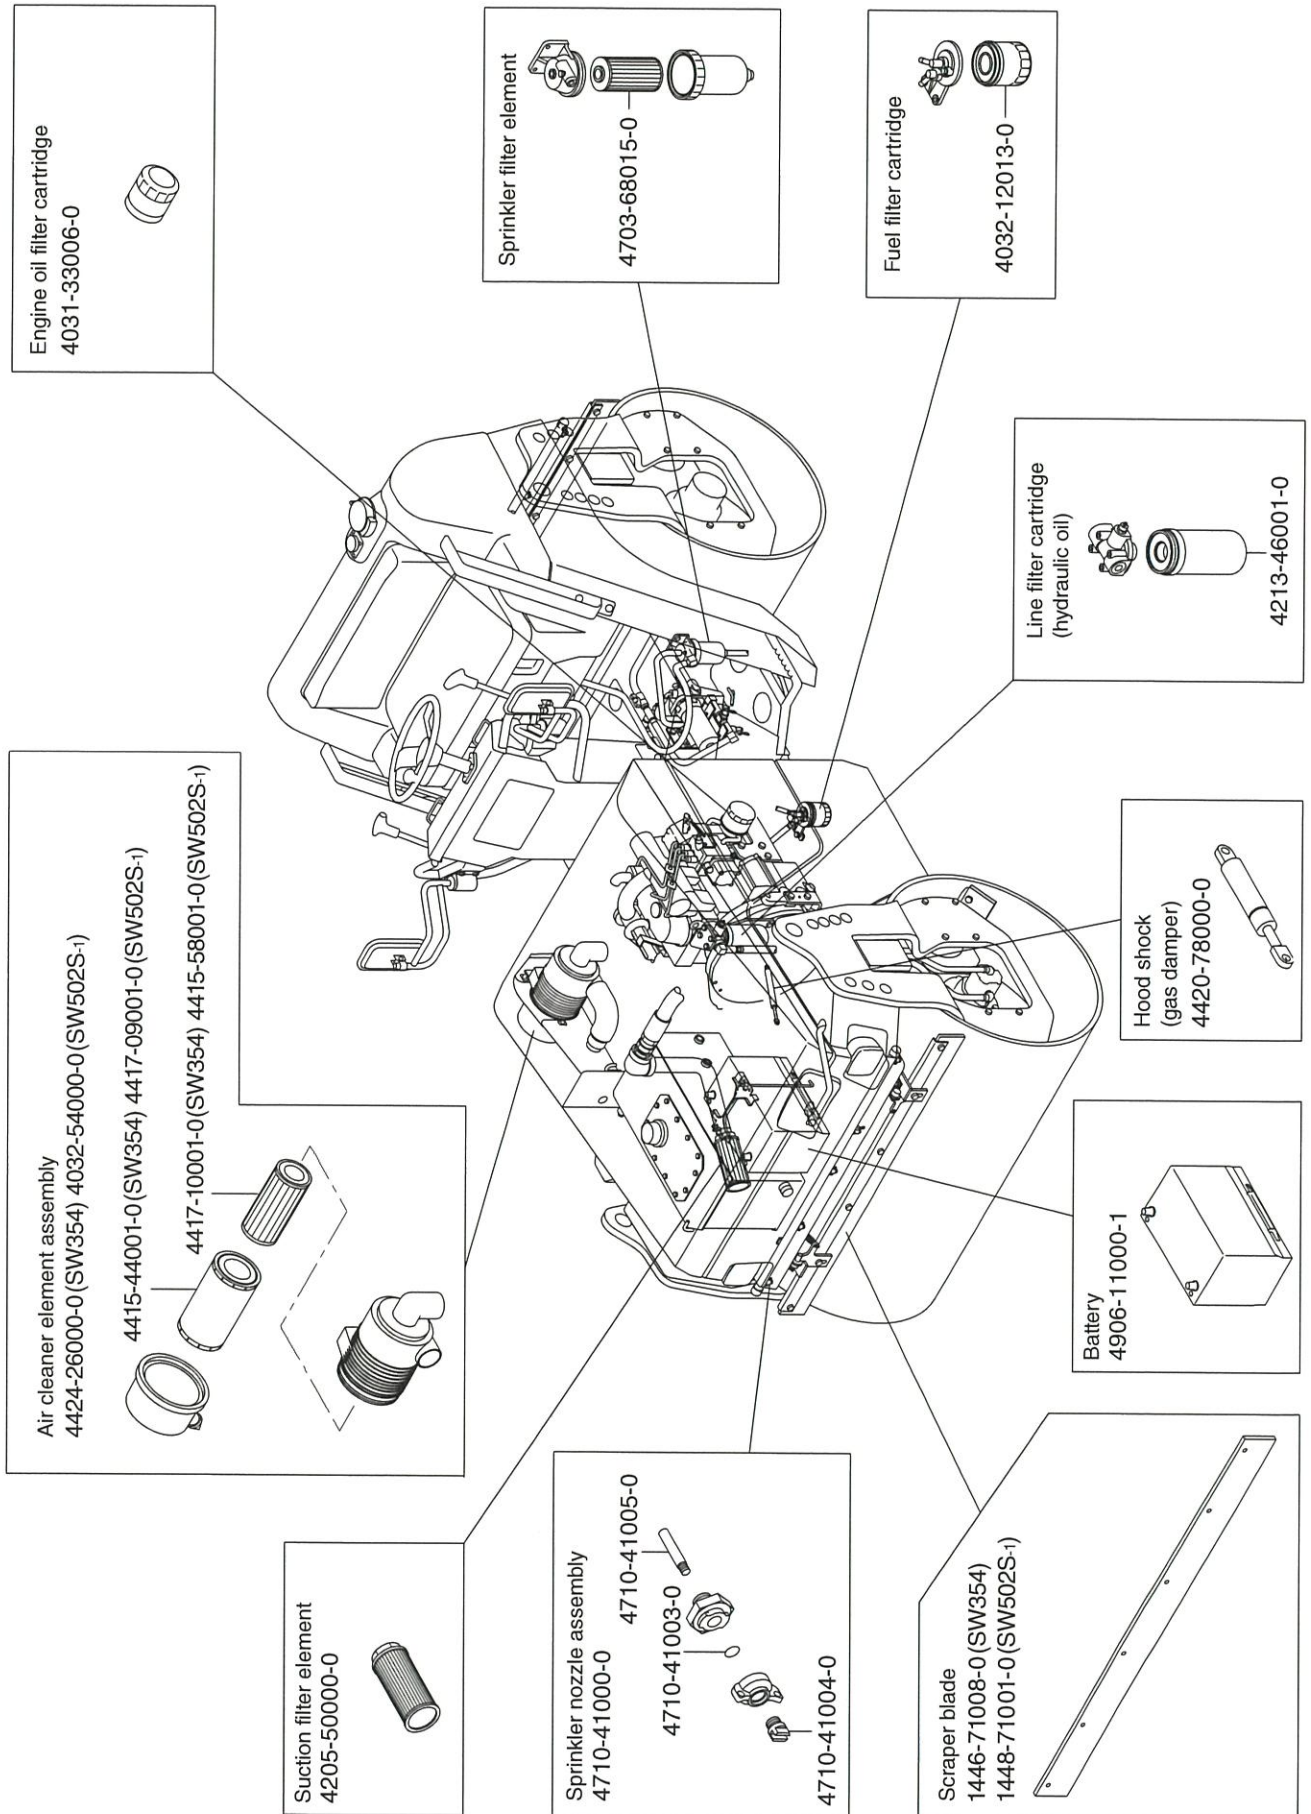 Air cleaner element assembly
4424-26000-0(SW354) 4032-54000-0(SW502S-1)
4415-44001-0(SW354) 4417-09001-0(SW502S-1)
4417-10001-0(SW354) 4415-58001-0(SW502S-1)
Engine oil filter cartridge
4031-33006-0
Suction filter element
4205-50000-0
Sprinkler filter element
4703-68015-0
Sprinkler nozzle assembly
4710-41000-0
4710-41005-0
4710-41003-0
4710-41004-0
Fuel filter cartridge
4032-12013-0
Scraper blade
1446-71008-0(SW354)
1448-71001-0(SW502S-1)
Battery
4906-11000-1
Hood shock
(gas damper)
4420-78000-0
Line filter cartridge
(hydraulic oil)
4213-46001-0